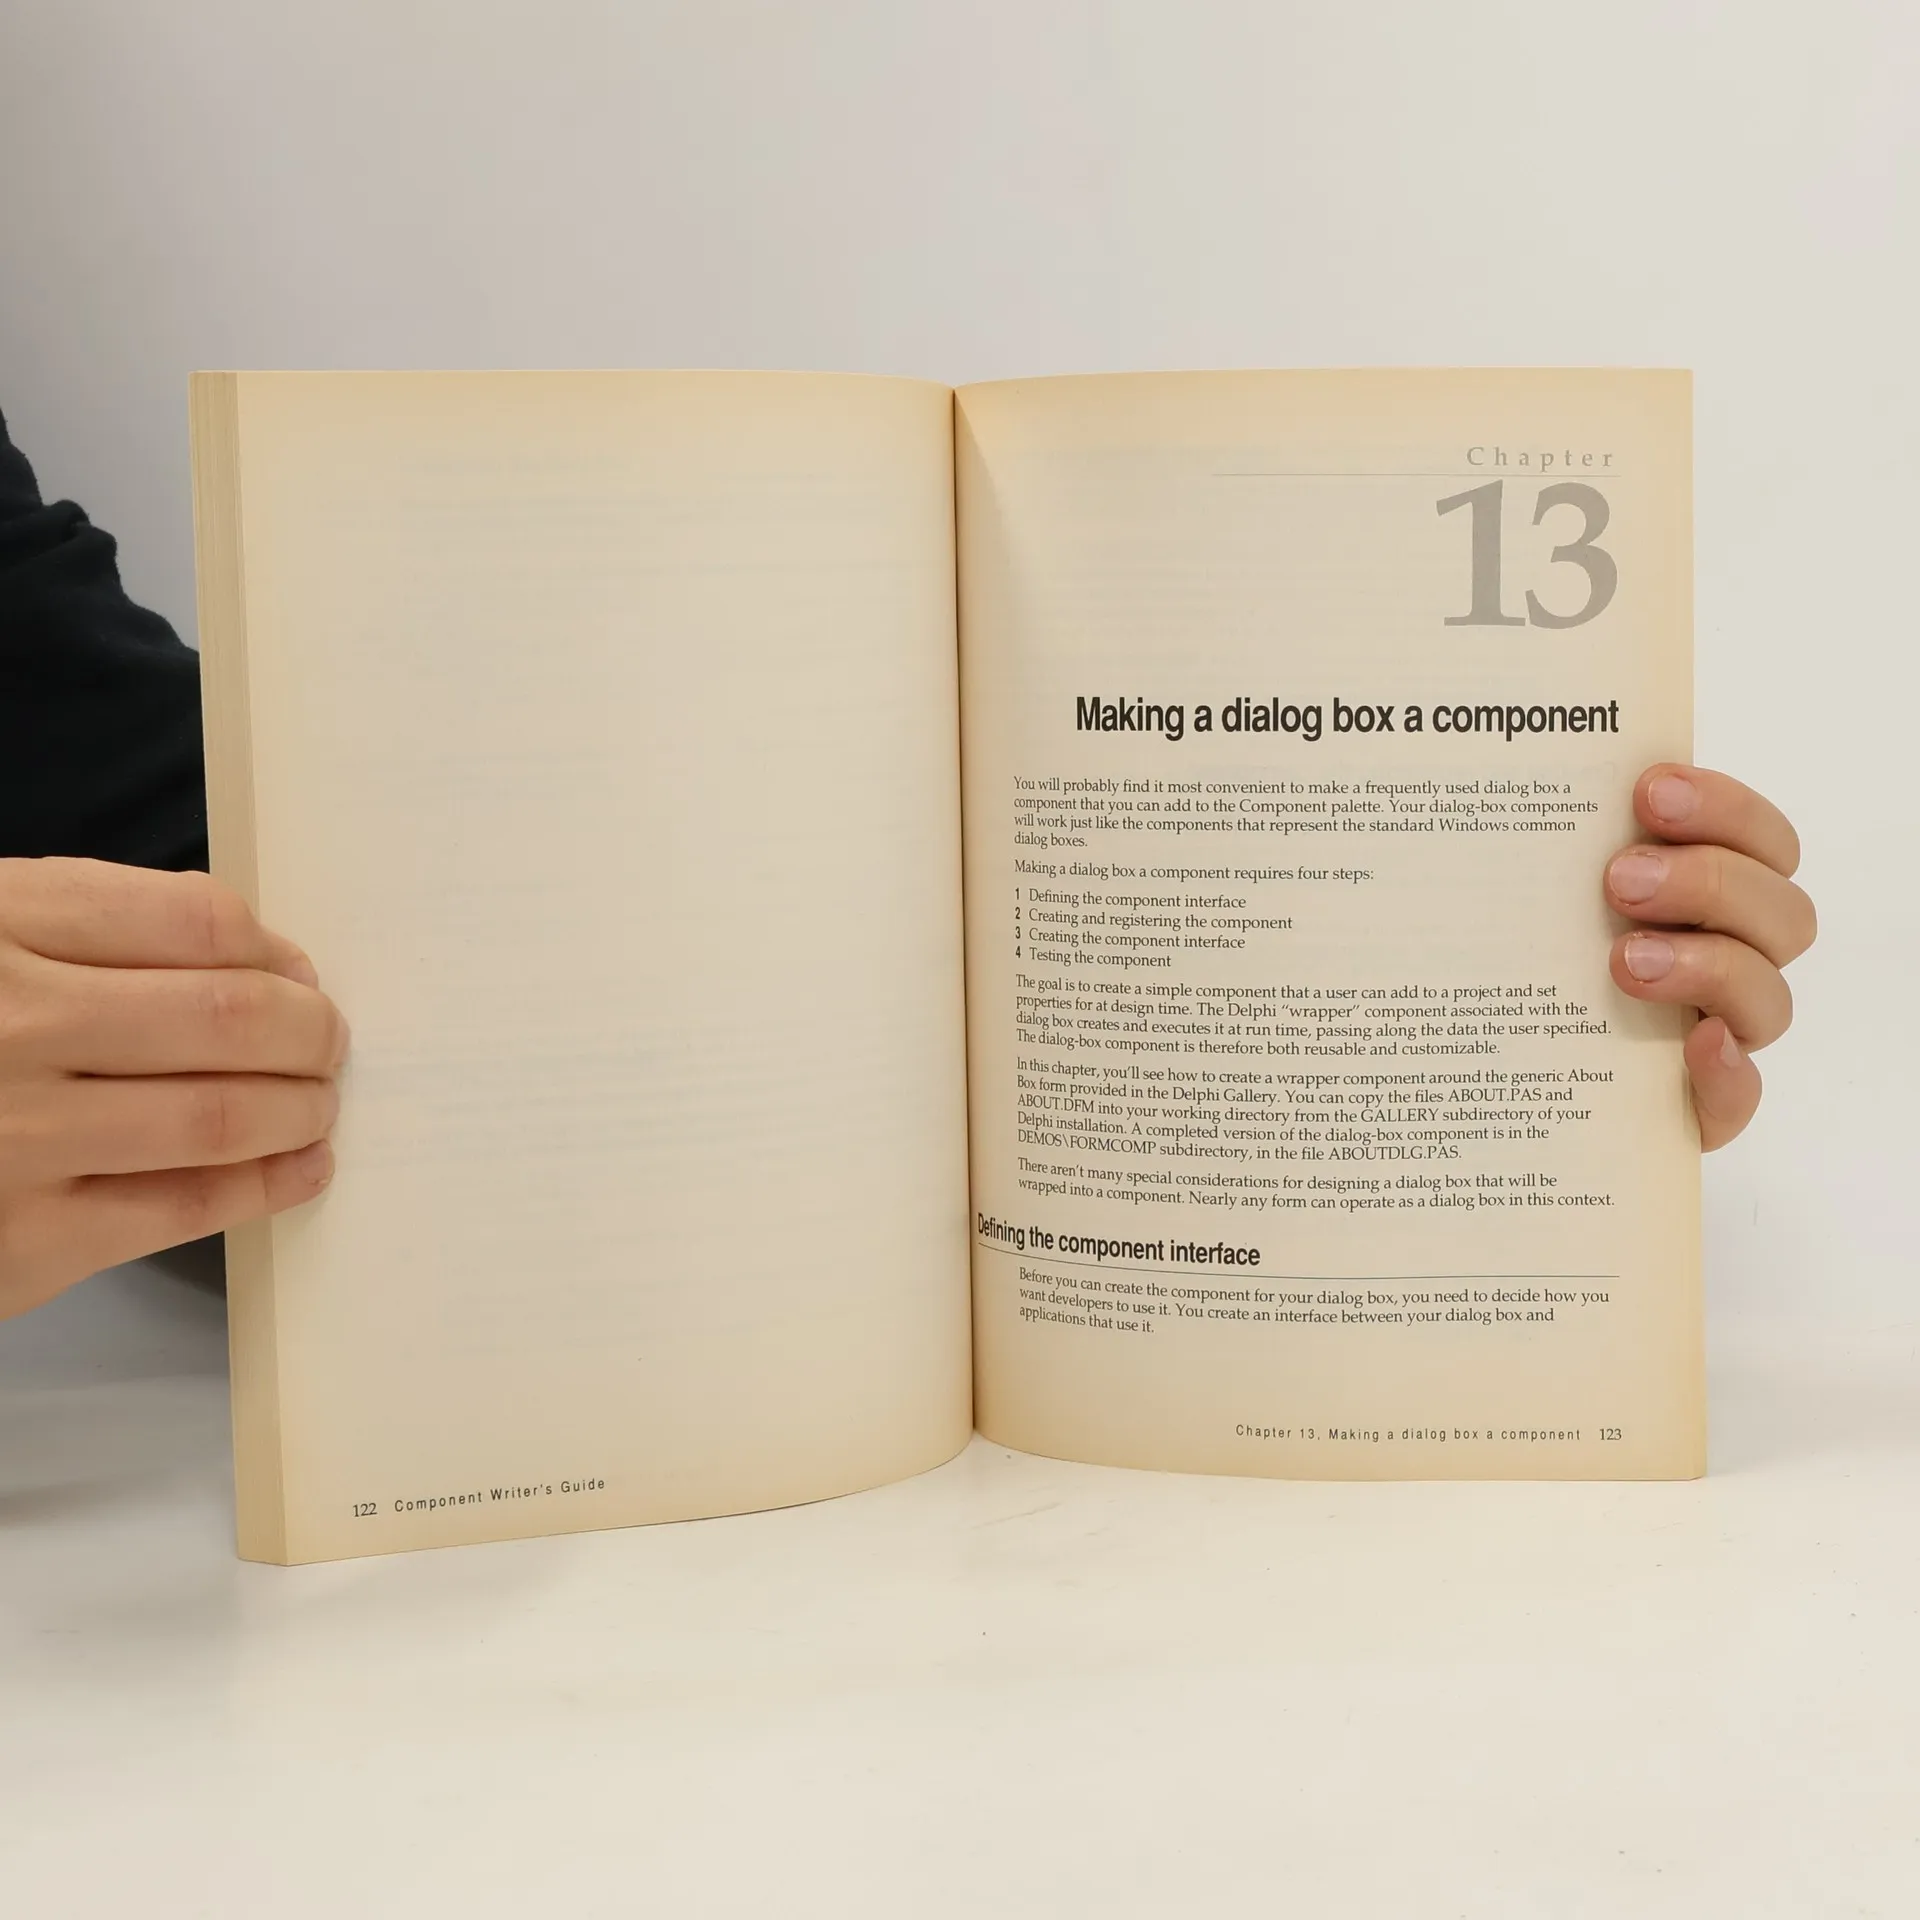 122 Component Writer's Guide
Chapter
13
Making a dialog box a component
You will probably find it most convenient to make a frequently used dialog box a
component that you can add to the Component palette. Your dialog-box components
will work just like the components that represent the standard Windows common
dialog boxes.
Making a dialog box a component requires four steps:
1 Defining the component interface
2 Creating and registering the component
3 Creating the component interface
4 Testing the component
The goal is to create a simple component that a user can add to a project and set
properties for at design time. The Delphi “wrapper” component associated with the
dialog box creates and executes it at run time, passing along the data the user specified.
The dialog-box component is therefore both reusable and customizable.
In this chapter, you'll see how to create a wrapper component around the generic About
Box form provided in the Delphi Gallery. You can copy the files ABOUT.PAS and
ABOUT.DFM into your working directory from the GALLERY subdirectory of your
Delphi installation. A completed version of the dialog-box component is in the
DEMOS\FORMCOMP subdirectory, in the file ABOUTDLG.PAS.
There aren't many special considerations for designing a dialog box that will be
wrapped into a component. Nearly any form can operate as a dialog box in this context.
Defining the component interface
Before you can create the component for your dialog box, you need to decide how you
want developers to use it. You create an interface between your dialog box and
applications that use it.
Chapter 13, Making a dialog box a component 123